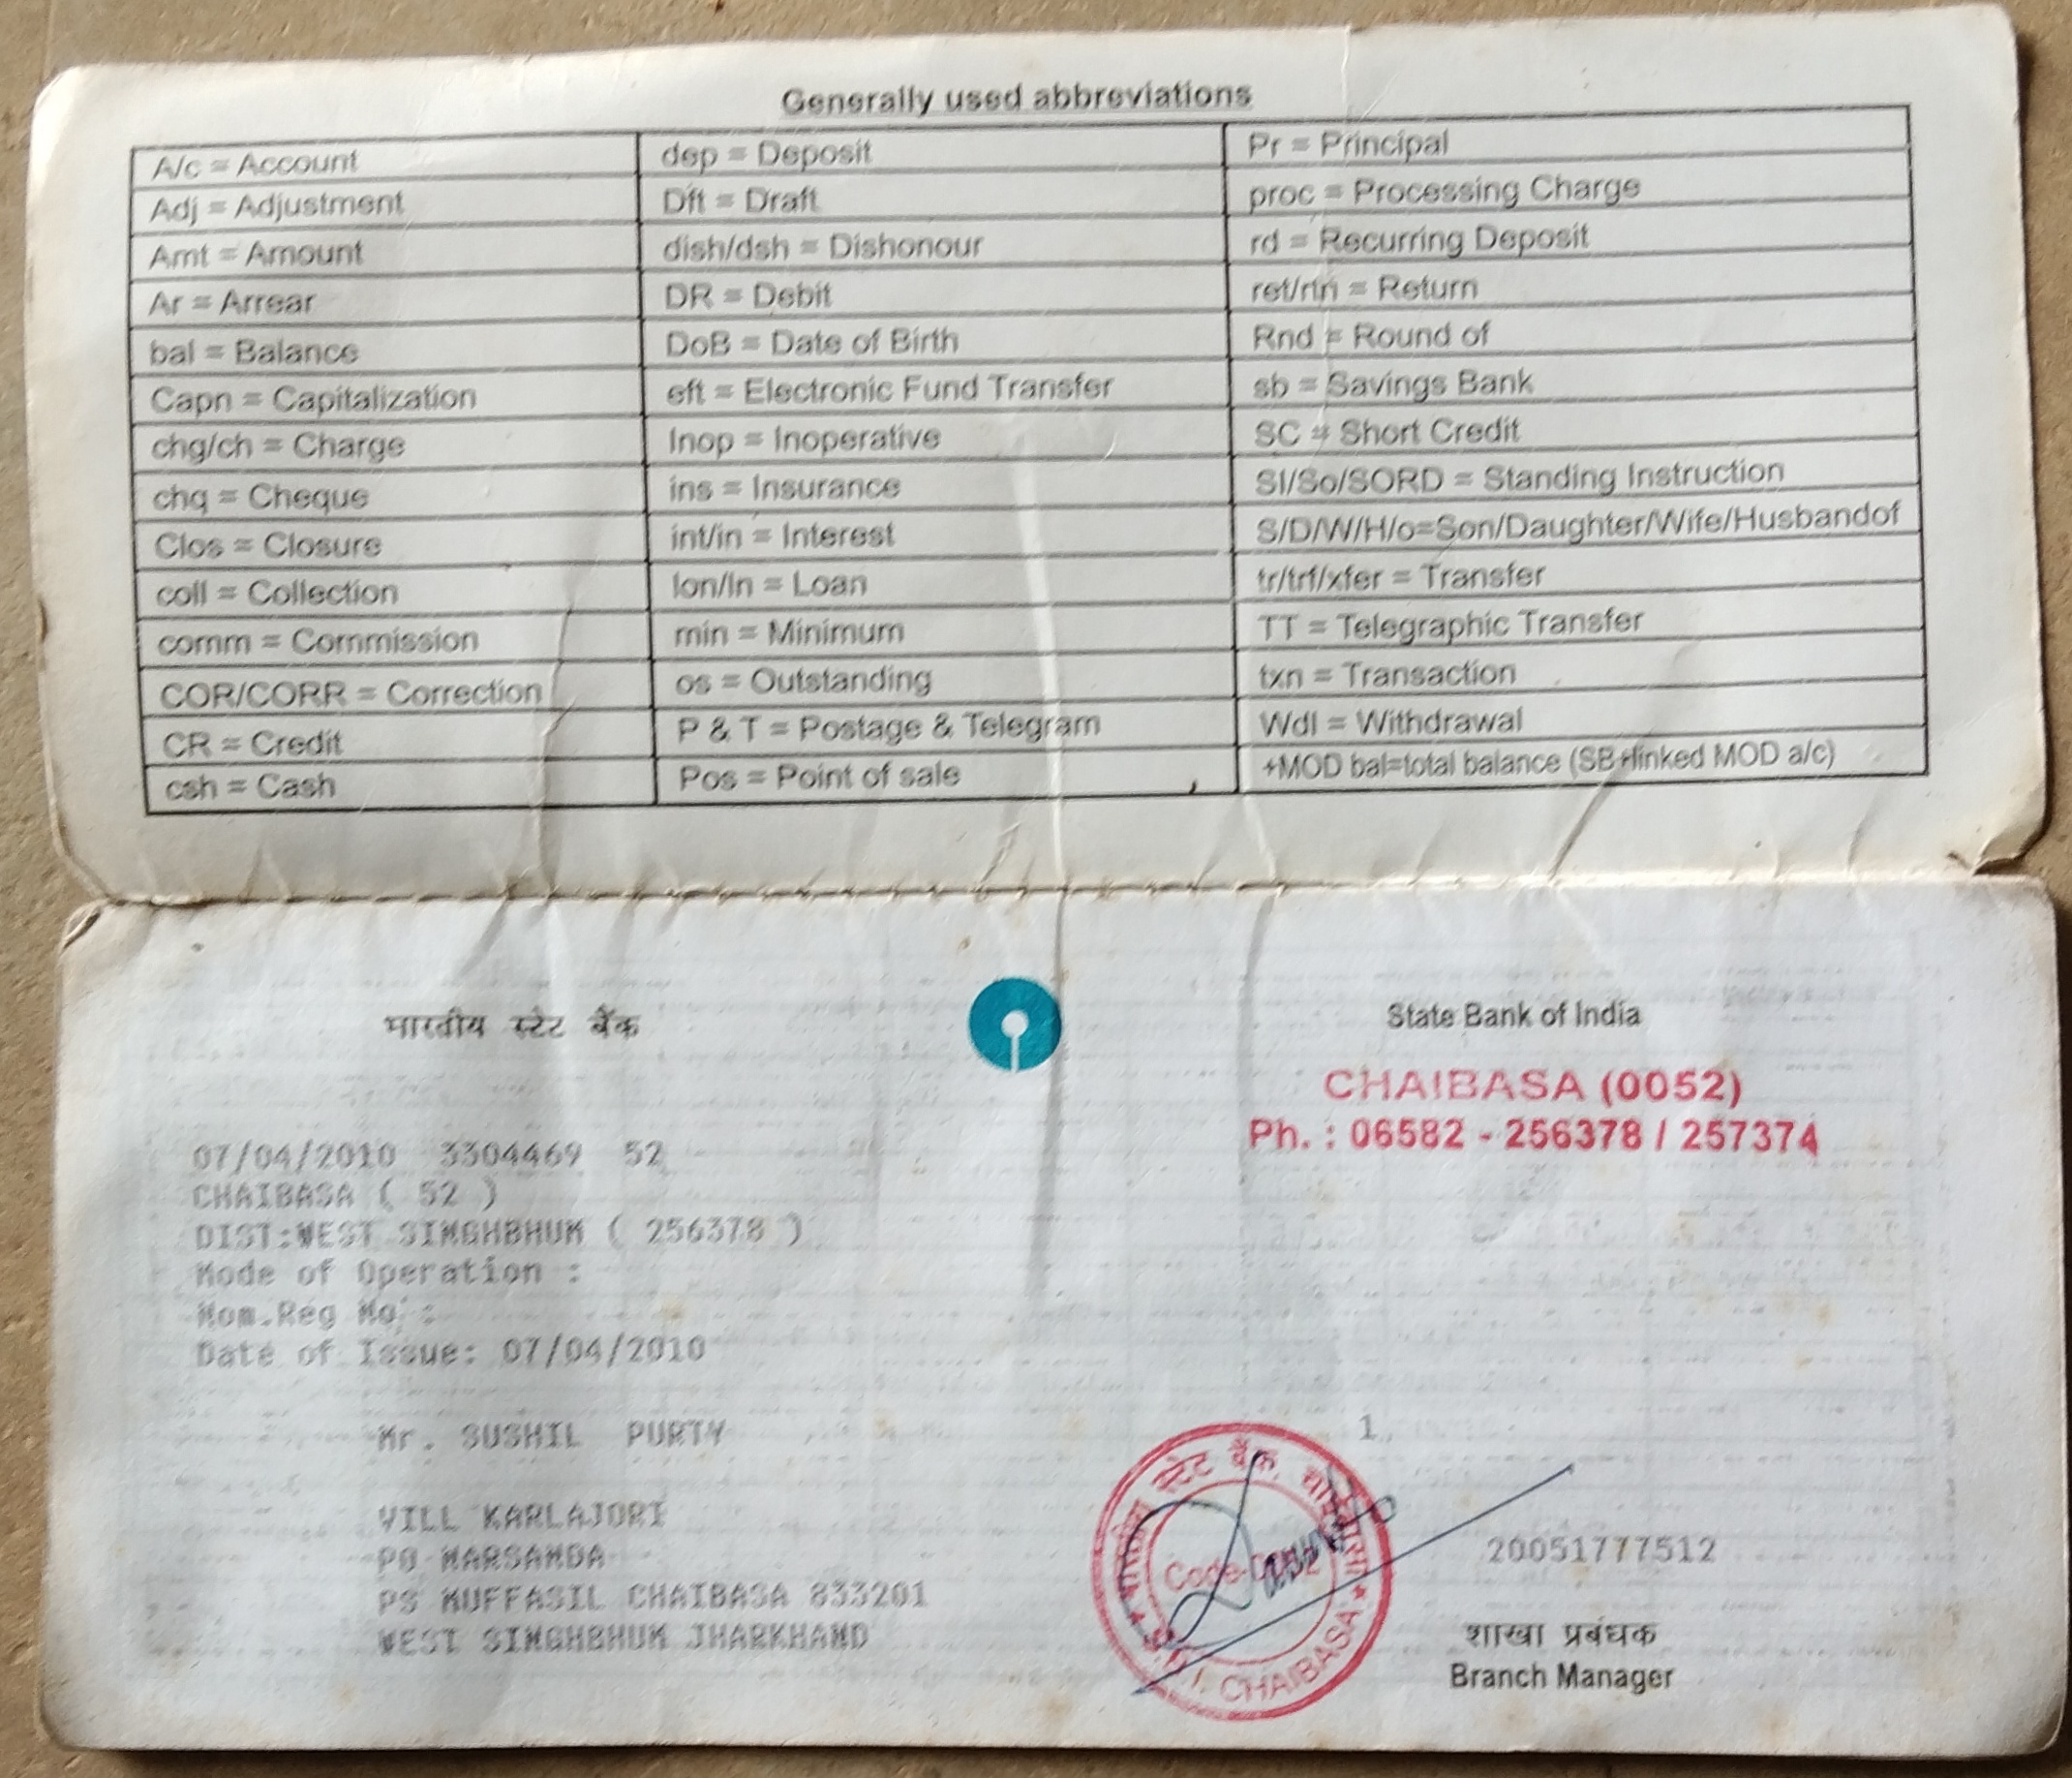 Generally used abbreviations
A/c = Account
Adj = Adjustment
Amt = Amount
Ar = Arrear
bal = Balance
Capn = Capitalization
chg/ch = Charge
chq = Cheque
Clos = Closure
coll = Collection
comm = Commission
COR/CORR = Correction
CR = Credit
csh = Cash
dep = Deposit
Dft = Draft
dish/dsh = Dishonour
DR = Debit
DoB = Date of Birth
eft = Electronic Fund Transfer
Inop = Inoperative
ins = Insurance
int/in = Interest
lon/ln = Loan
min = Minimum
os = Outstanding
P & T = Postage & Telegram
Pos = Point of sale
Pr = Principal
proc = Processing Charge
rd = Recurring Deposit
ret/rtn = Return
Rnd = Round of
sb = Savings Bank
SC = Short Credit
SI/So/SORD = Standing Instruction
S/D/W/H/o=Son/Daughter/Wife/Husbandof
tr/trf/xfer = Transfer
TT = Telegraphic Transfer
txn = Transaction
Wdl = Withdrawal
+MOD bal=total balance (SB+linked MOD a/c)
भारतीय स्टेट बैंक
State Bank of India
CHAIBASA (0052)
Ph. : 06582 - 256378 / 257374
07/04/2010 3304469 52
CHAIBASA ( 52 )
DIST:WEST SINGHBHUM ( 256378 )
Mode of Operation :
Nom.Reg No :
Date of Issue: 07/04/2010
Mr. SUSHIL PURTY
1.
VILL KARLAJORI
PO MARSANDA
PS MUFFASIL CHAIBASA 833201
WEST SINGHBHUM JHARKHAND
भारतीय स्टेट बैंक, चाईबासा
Code-0052
CHAIBASA
20051777512
शाखा प्रबंधक
Branch Manager